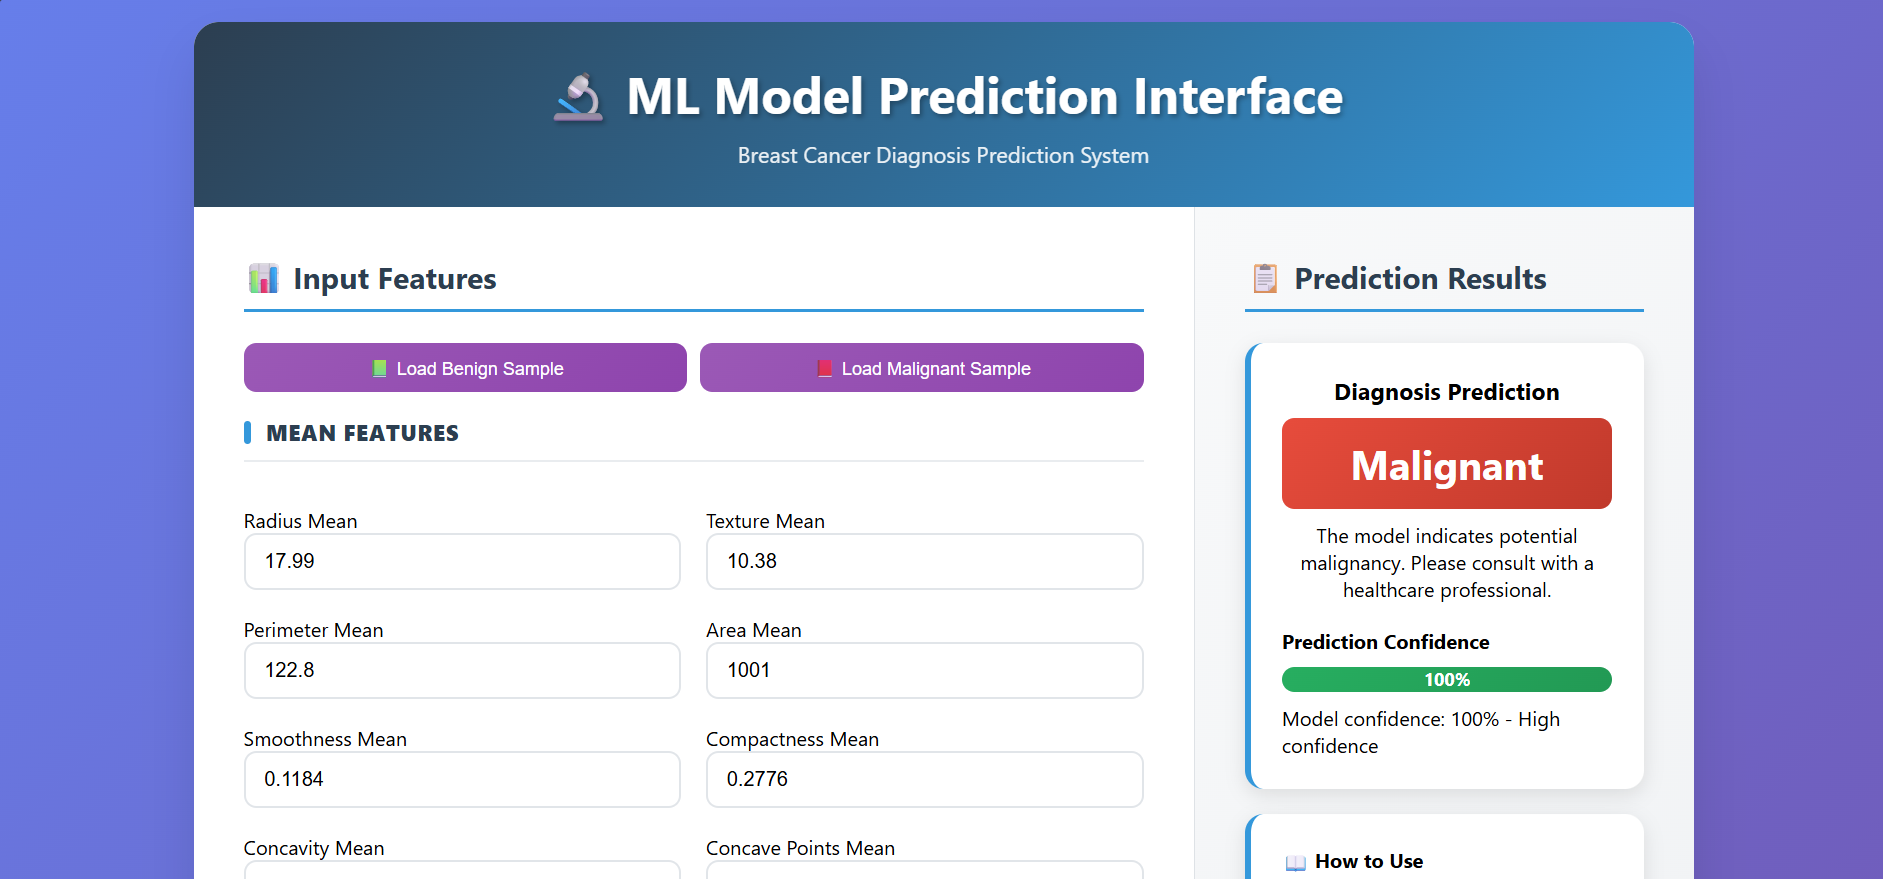 ML Model Prediction Interface
Breast Cancer Diagnosis Prediction System
Input Features
Load Benign Sample
Load Malignant Sample
MEAN FEATURES
Radius Mean
Texture Mean
17.99
10.38
Perimeter Mean
Area Mean
122.8
1001
Smoothness Mean
Compactness Mean
0.1184
0.2776
Concavity Mean
Concave Points Mean
Prediction Results
Diagnosis Prediction
Malignant
The model indicates potential
malignancy. Please consult with a
healthcare professional.
Prediction Confidence
100%
Model confidence: 100% - High
confidence
How to Use